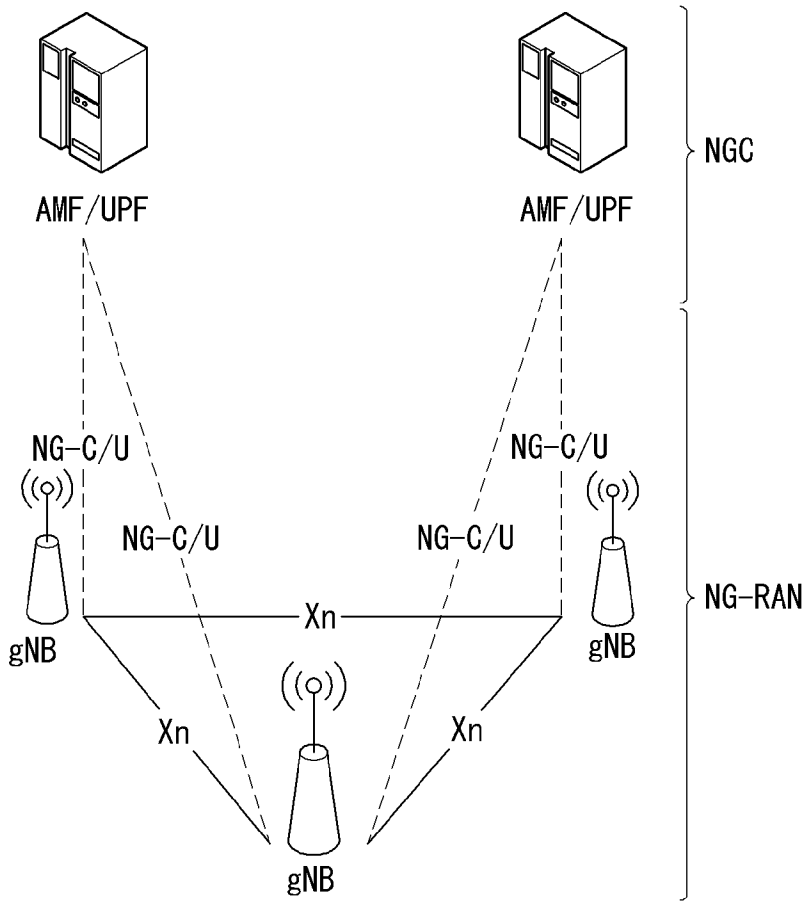 NGC
AMF/UPF
AMF/UPF
NG-C/U
NG-C/U
NG-C/U
NG-C/U
Xn
NG-RAN
gNB
gNB
Xn
Xn
gNB